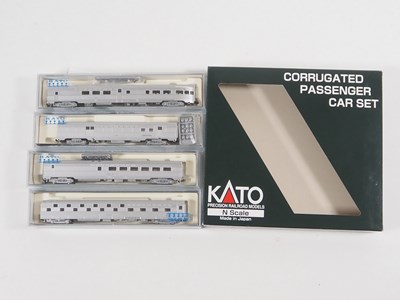 CORRUGATED
PASSENGER
CAR SET
KATO
PRECISION RAILROAD MODELS
N Scale
Made in Japan